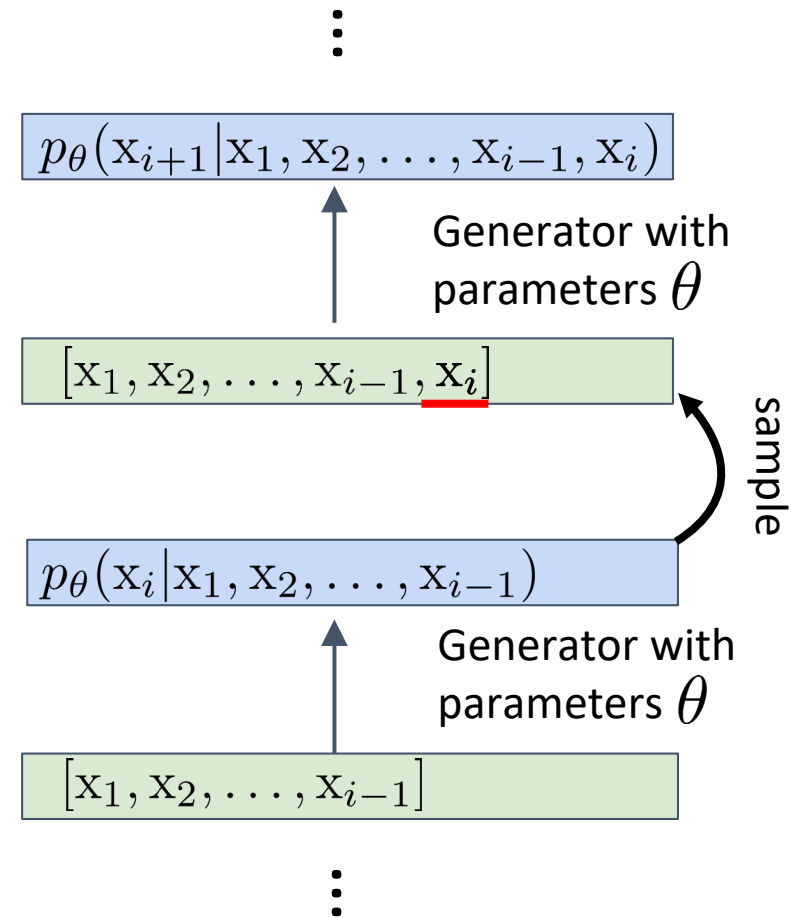 ⋮
p_θ(x_{i+1}|x_1, x_2, . . . , x_{i−1}, x_i)
Generator with
parameters θ
[x_1, x_2, . . . , x_{i−1}, x_i]
sample
p_θ(x_i|x_1, x_2, . . . , x_{i−1})
Generator with
parameters θ
[x_1, x_2, . . . , x_{i−1}]
⋮